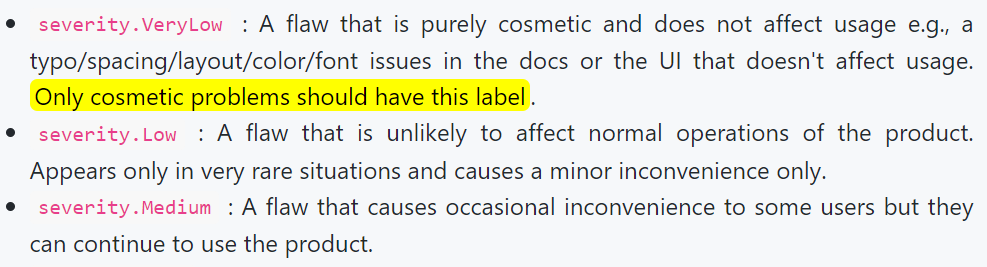 • severity.VeryLow : A flaw that is purely cosmetic and does not affect usage e.g., a
typo/spacing/layout/color/font issues in the docs or the UI that doesn't affect usage.
Only cosmetic problems should have this label.
• severity.Low : A flaw that is unlikely to affect normal operations of the product.
Appears only in very rare situations and causes a minor inconvenience only.
• severity.Medium : A flaw that causes occasional inconvenience to some users but they
can continue to use the product.